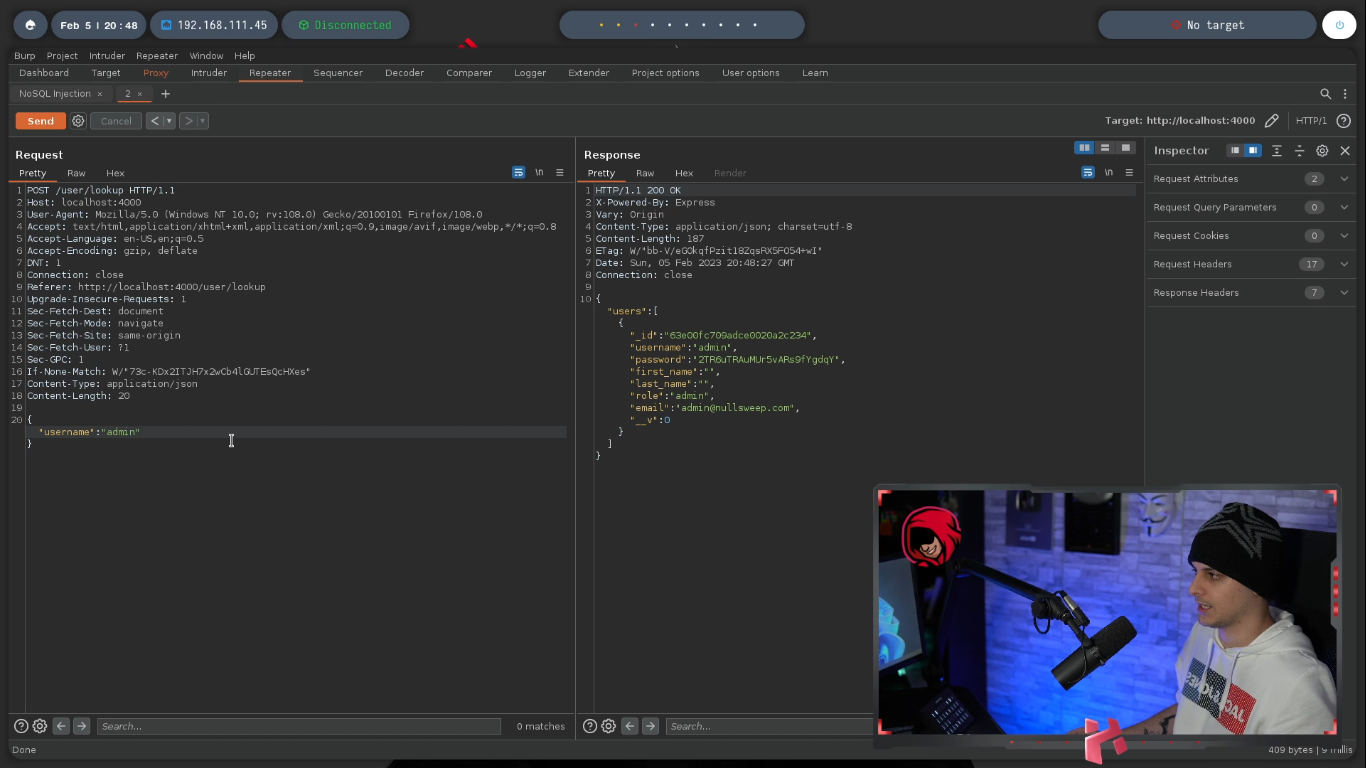 Feb 5 | 20:48
192.168.111.45
Disconnected
No target
Burp Project Intruder Repeater Window Help
Dashboard Target Proxy Intruder Repeater Sequencer Decoder Comparer Logger Extender Project options User options Learn
NoSQL Injection × 2 × +
Send Cancel < > Target: http://localhost:4000 HTTP/1 ?
Request
Pretty Raw Hex \n
1 POST /user/lookup HTTP/1.1
2 Host: localhost:4000
3 User-Agent: Mozilla/5.0 (Windows NT 10.0; rv:108.0) Gecko/20100101 Firefox/108.0
4 Accept: text/html,application/xhtml+xml,application/xml;q=0.9,image/avif,image/webp,*/*;q=0.8
5 Accept-Language: en-US,en;q=0.5
6 Accept-Encoding: gzip, deflate
7 DNT: 1
8 Connection: close
9 Referer: http://localhost:4000/user/lookup
10 Upgrade-Insecure-Requests: 1
11 Sec-Fetch-Dest: document
12 Sec-Fetch-Mode: navigate
13 Sec-Fetch-Site: same-origin
14 Sec-Fetch-User: ?1
15 Sec-GPC: 1
16 If-None-Match: W/"73c-KDx2ITJH7x2wCb4lGUTEsQcHXes"
17 Content-Type: application/json
18 Content-Length: 20
19
20 {
"username":"admin"
}
Search... 0 matches
Response
Pretty Raw Hex Render \n
1 HTTP/1.1 200 OK
2 X-Powered-By: Express
3 Vary: Origin
4 Content-Type: application/json; charset=utf-8
5 Content-Length: 187
6 ETag: W/"bb-V/eGOkqfPzit18ZqsRX5F054+wI"
7 Date: Sun, 05 Feb 2023 20:48:27 GMT
8 Connection: close
9
10 {
"users":[
{
"_id":"63e00fc709adce0020a2c234",
"username":"admin",
"password":"2TR6uTRAuMUr5vARs9fYgdqY",
"first_name":"",
"last_name":"",
"role":"admin",
"email":"admin@nullsweep.com",
"__v":0
}
]
}
Search...
Inspector
Request Attributes 2
Request Query Parameters 0
Request Cookies 0
Request Headers 17
Response Headers 7
Done
409 bytes | 9 millis